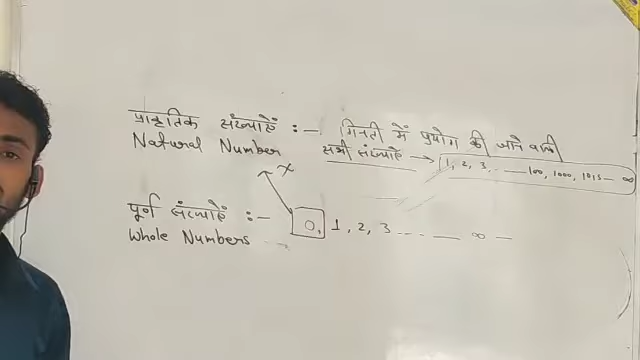 प्राकृतिक संख्याएँ :- गिनती में प्रयोग की जाने वाली
Natural Number सभी संख्याएँ → 1, 2, 3 ...... 100, 1000, 1015 — ∞
x
पूर्ण संख्याएँ :- 0, 1, 2, 3 ... — ∞ —
Whole Numbers